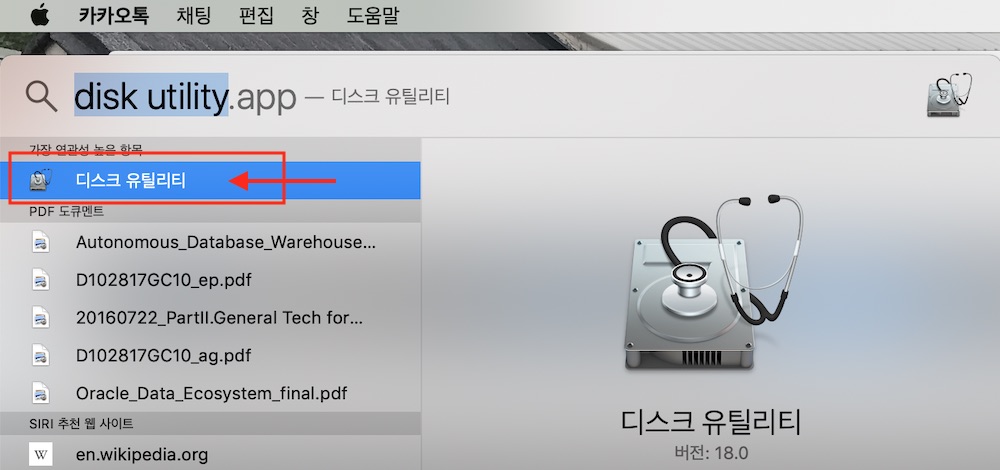 카카오톡 채팅 편집 창 도움말
disk utility.app — 디스크 유틸리티
가장 연관성 높은 항목
디스크 유틸리티
PDF 도큐멘트
Autonomous_Database_Warehouse...
D102817GC10_ep.pdf
20160722_PartII.General Tech for...
D102817GC10_ag.pdf
Oracle_Data_Ecosystem_final.pdf
SIRI 추천 웹 사이트
W en.wikipedia.org
디스크 유틸리티
버전: 18.0